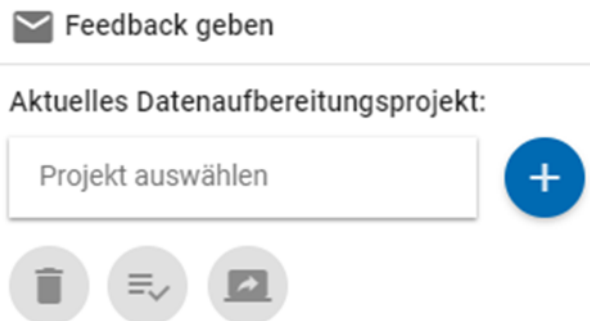 Feedback geben
Aktuelles Datenaufbereitungsprojekt:
Projekt auswählen